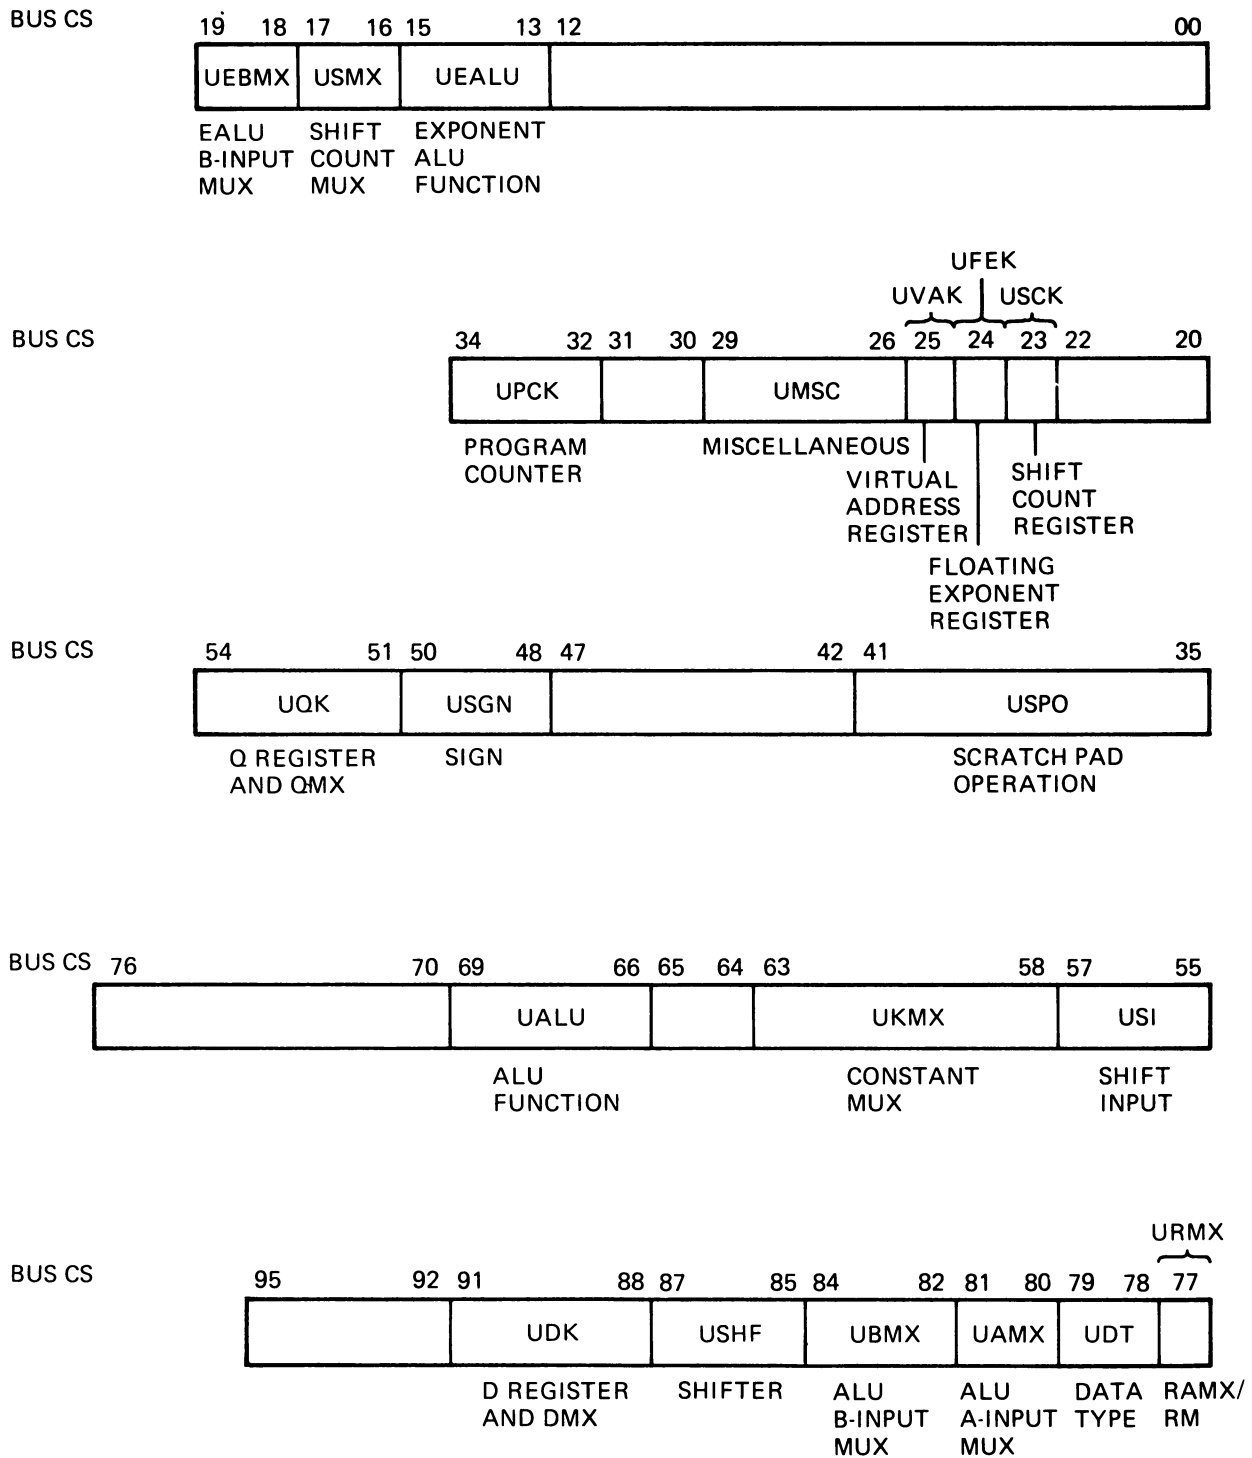 BUS CS
19 18 17 16 15 13 12 00
UEBMX USMX UEALU
EALU SHIFT EXPONENT
B-INPUT COUNT ALU
MUX MUX FUNCTION
UFEK
UVAK USCK
BUS CS
34 32 31 30 29 26 25 24 23 22 20
UPCK UMSC
PROGRAM
COUNTER
MISCELLANEOUS
VIRTUAL
ADDRESS
REGISTER
SHIFT
COUNT
REGISTER
FLOATING
EXPONENT
REGISTER
BUS CS
54 51 50 48 47 42 41 35
UQK USGN USPO
Q REGISTER
AND QMX
SIGN
SCRATCH PAD
OPERATION
BUS CS 76 70 69 66 65 64 63 58 57 55
UALU UKMX USI
ALU
FUNCTION
CONSTANT
MUX
SHIFT
INPUT
URMX
BUS CS
95 92 91 88 87 85 84 82 81 80 79 78 77
UDK USHF UBMX UAMX UDT
D REGISTER
AND DMX
SHIFTER
ALU
B-INPUT
MUX
ALU
A-INPUT
MUX
DATA
TYPE
RAMX/
RM